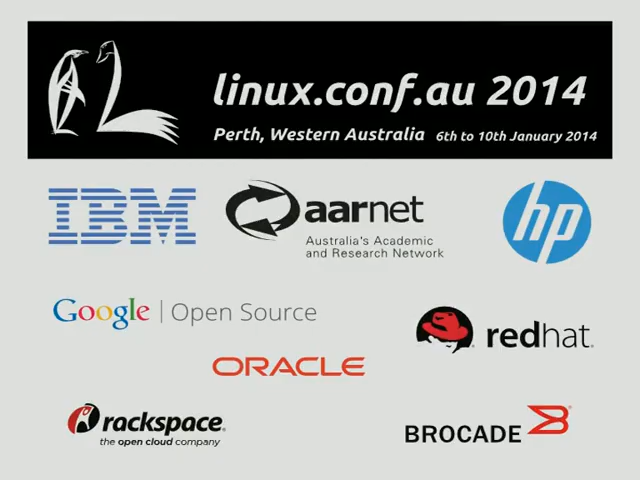 linux.conf.au 2014
Perth, Western Australia 6th to 10th January 2014
IBM
aarnet
Australia's Academic
and Research Network
hp
Google | Open Source
redhat.
ORACLE
rackspace®
the open cloud company
BROCADE